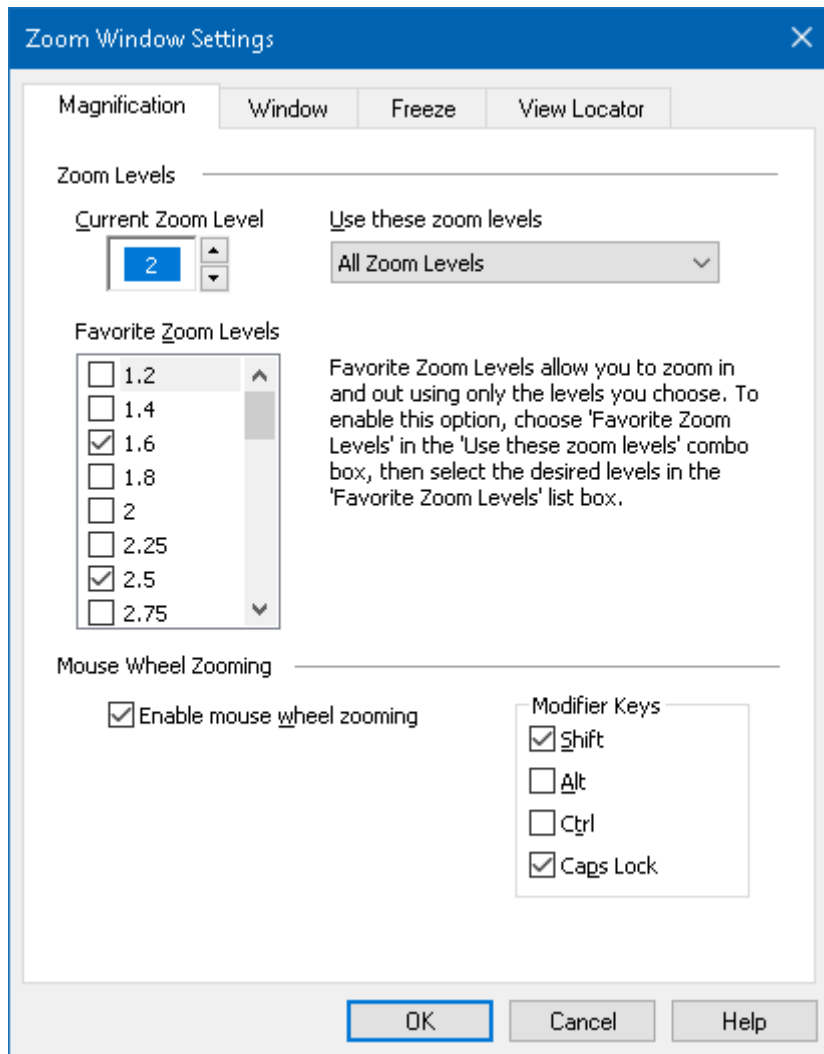 Zoom Window Settings
Magnification
Window
Freeze
View Locator
Zoom Levels
Current Zoom Level
Use these zoom levels
2
All Zoom Levels
Favorite Zoom Levels
1.2
1.4
1.6
1.8
2
2.25
2.5
2.75
Favorite Zoom Levels allow you to zoom in
and out using only the levels you choose. To
enable this option, choose 'Favorite Zoom
Levels' in the 'Use these zoom levels' combo
box, then select the desired levels in the
'Favorite Zoom Levels' list box.
Mouse Wheel Zooming
Enable mouse wheel zooming
Modifier Keys
Shift
Alt
Ctrl
Caps Lock
OK
Cancel
Help